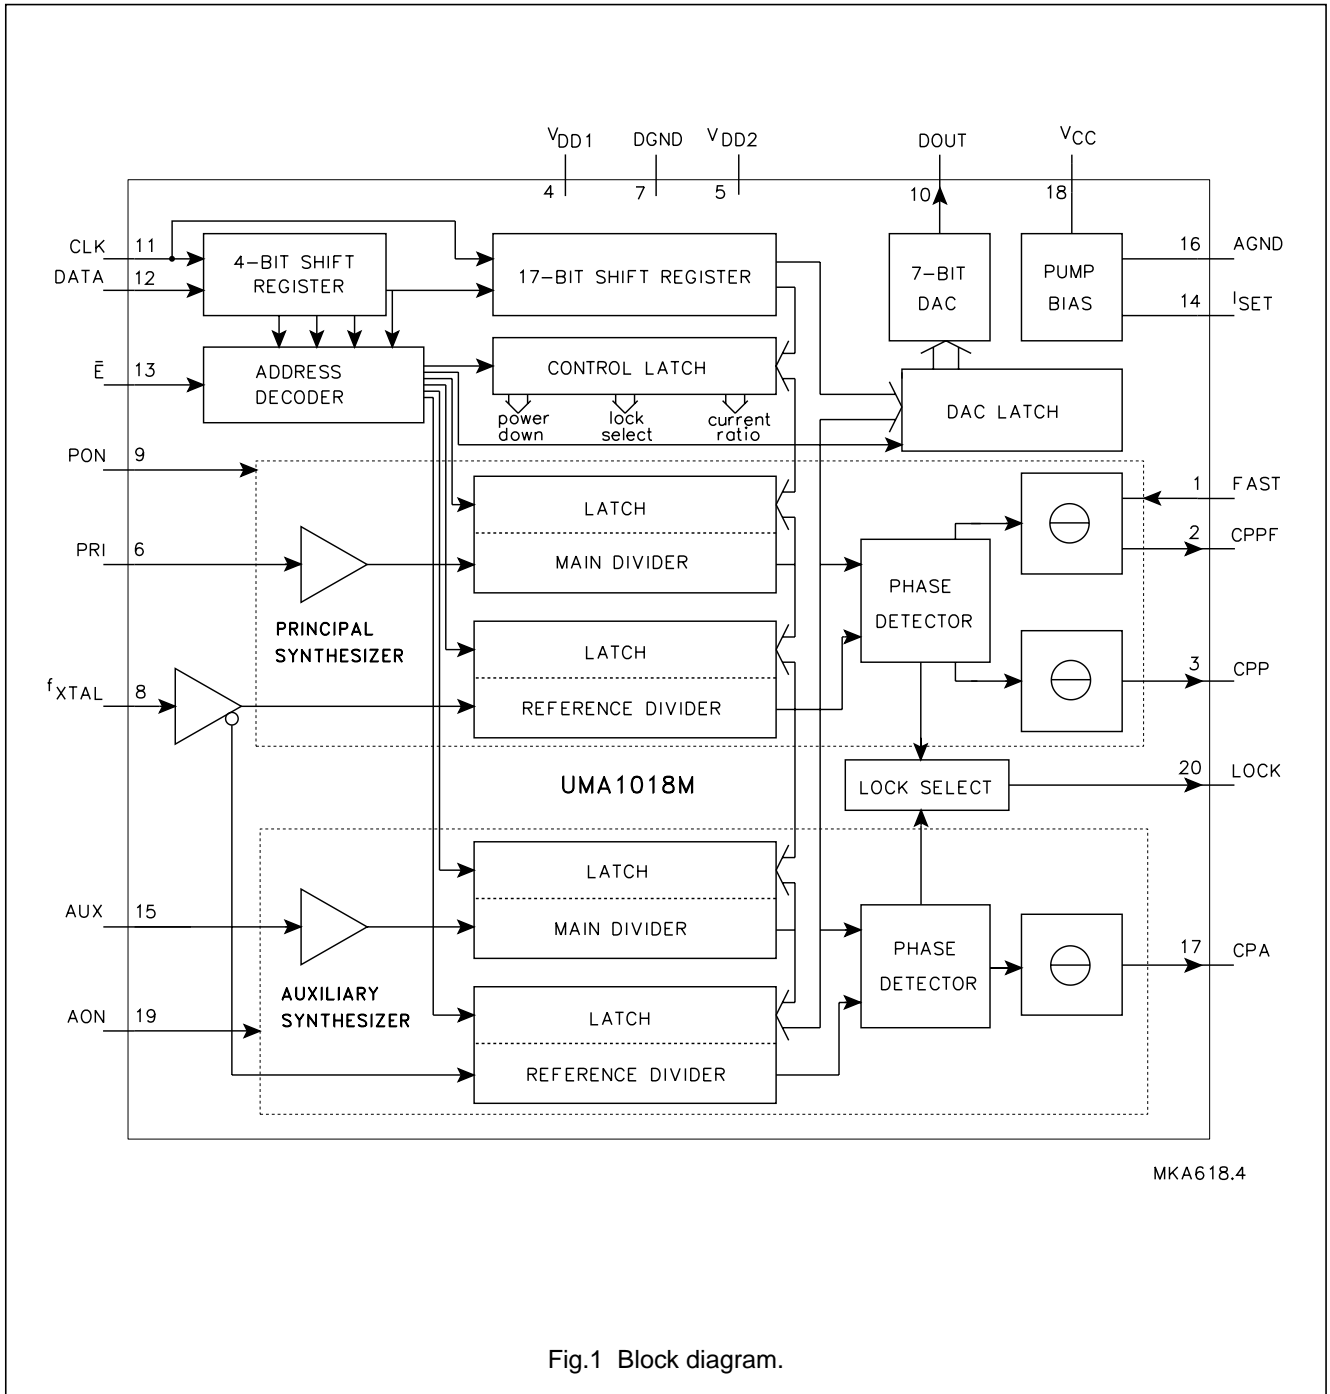 VDD1 DGND VDD2 DOUT VCC
4 7 5 10 18
CLK 11
DATA 12
4-BIT SHIFT
REGISTER
17-BIT SHIFT REGISTER
7-BIT
DAC
PUMP
BIAS
16 AGND
14 ISET
Ē 13
ADDRESS
DECODER
CONTROL LATCH
power
down
lock
select
current
ratio
DAC LATCH
PON 9
PRI 6
LATCH
MAIN DIVIDER
PRINCIPAL
SYNTHESIZER
PHASE
DETECTOR
1 FAST
2 CPPF
LATCH
REFERENCE DIVIDER
3 CPP
fXTAL 8
UMA1018M
LOCK SELECT
20 LOCK
AUX 15
LATCH
MAIN DIVIDER
AUXILIARY
SYNTHESIZER
PHASE
DETECTOR
17 CPA
AON 19
LATCH
REFERENCE DIVIDER
MKA618.4
Fig.1 Block diagram.